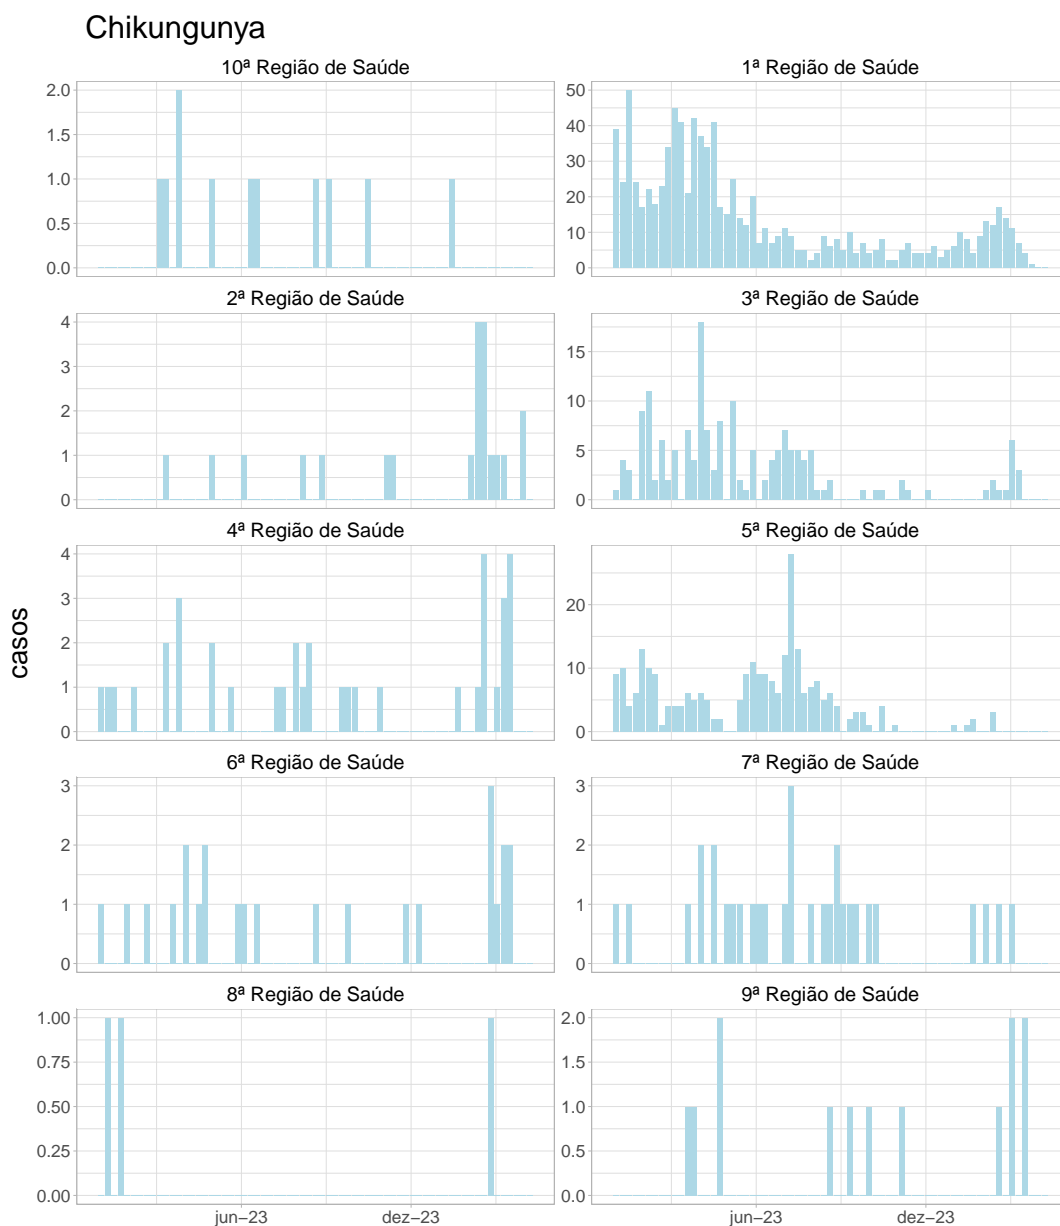 Chikungunya
10ª Região de Saúde
1ª Região de Saúde
2.0
1.5
1.0
0.5
0.0
50
40
30
20
10
0
2ª Região de Saúde
3ª Região de Saúde
4
3
2
1
0
15
10
5
0
4ª Região de Saúde
5ª Região de Saúde
4
3
2
1
0
20
10
0
casos
6ª Região de Saúde
7ª Região de Saúde
3
2
1
0
3
2
1
0
8ª Região de Saúde
9ª Região de Saúde
1.00
0.75
0.50
0.25
0.00
2.0
1.5
1.0
0.5
0.0
jun−23
dez−23
jun−23
dez−23